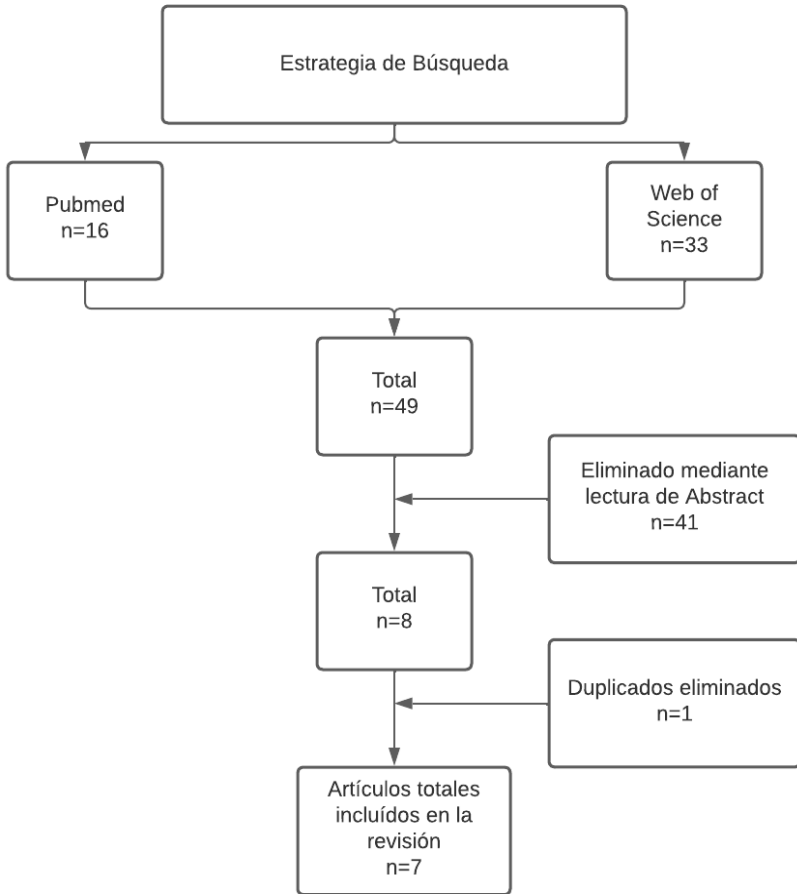 Estrategia de Búsqueda
Pubmed
n=16
Web of
Science
n=33
Total
n=49
Eliminado mediante
lectura de Abstract
n=41
Total
n=8
Duplicados eliminados
n=1
Artículos totales
incluídos en la
revisión
n=7